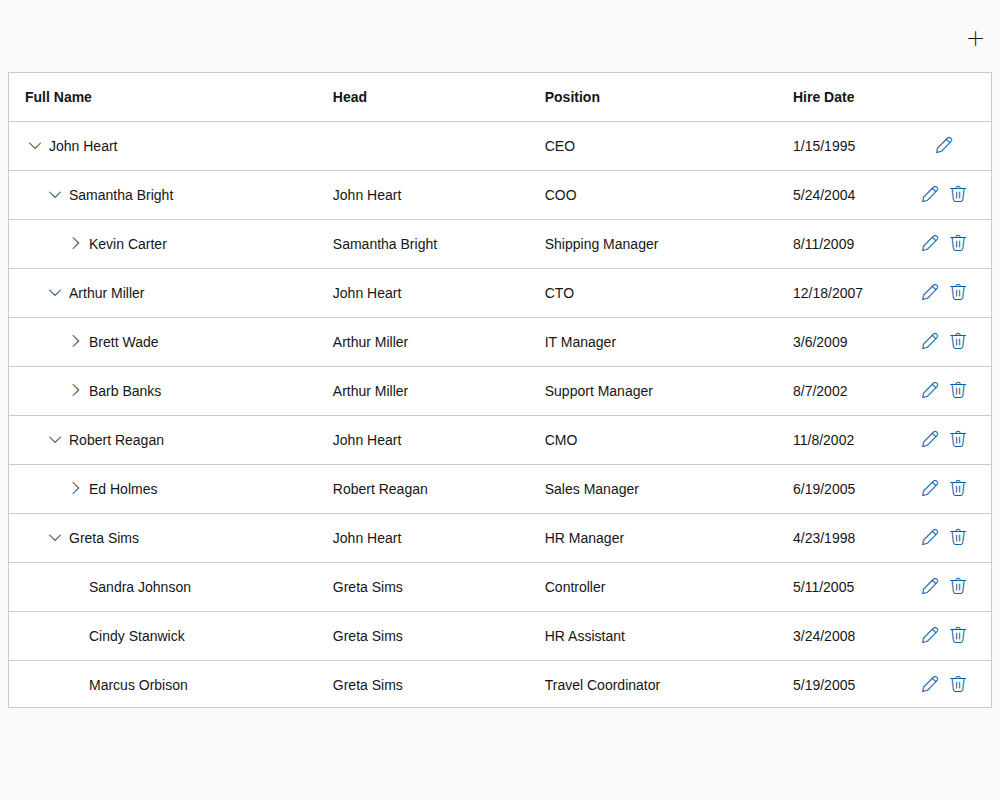 Full Name Head Position Hire Date
John Heart CEO 1/15/1995
Samantha Bright John Heart COO 5/24/2004
Kevin Carter Samantha Bright Shipping Manager 8/11/2009
Arthur Miller John Heart CTO 12/18/2007
Brett Wade Arthur Miller IT Manager 3/6/2009
Barb Banks Arthur Miller Support Manager 8/7/2002
Robert Reagan John Heart CMO 11/8/2002
Ed Holmes Robert Reagan Sales Manager 6/19/2005
Greta Sims John Heart HR Manager 4/23/1998
Sandra Johnson Greta Sims Controller 5/11/2005
Cindy Stanwick Greta Sims HR Assistant 3/24/2008
Marcus Orbison Greta Sims Travel Coordinator 5/19/2005